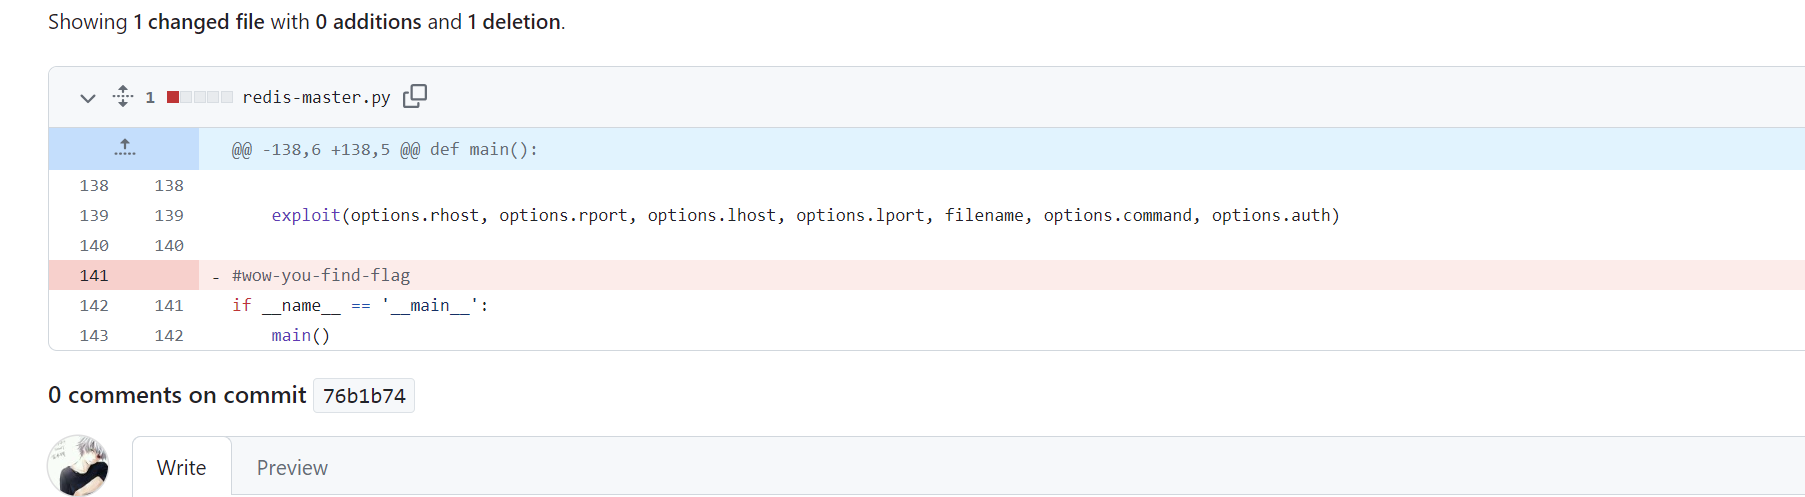 Showing 1 changed file with 0 additions and 1 deletion.
1 redis-master.py
@@ -138,6 +138,5 @@ def main():
138 138
139 139 exploit(options.rhost, options.rport, options.lhost, options.lport, filename, options.command, options.auth)
140 140
141 - #wow-you-find-flag
142 141 if __name__ == '__main__':
143 142 main()
0 comments on commit 76b1b74
Write Preview